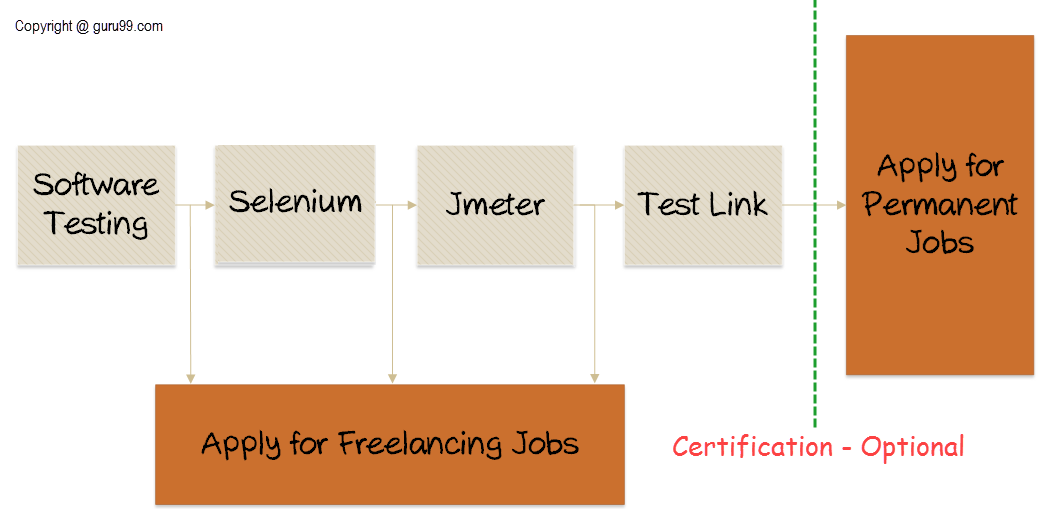 Copyright @ guru99.com
Software
Testing
Selenium
Jmeter
Test Link
Apply for
Permanent
Jobs
Apply for Freelancing Jobs
Certification - Optional